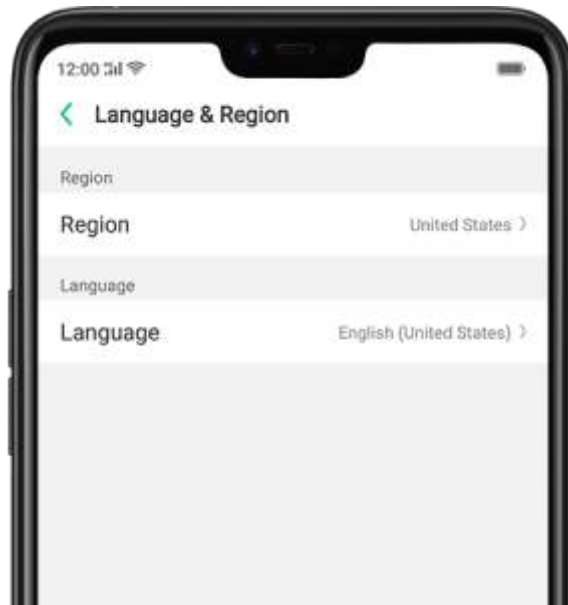 12:00
Language & Region
Region
Region United States
Language
Language English (United States)